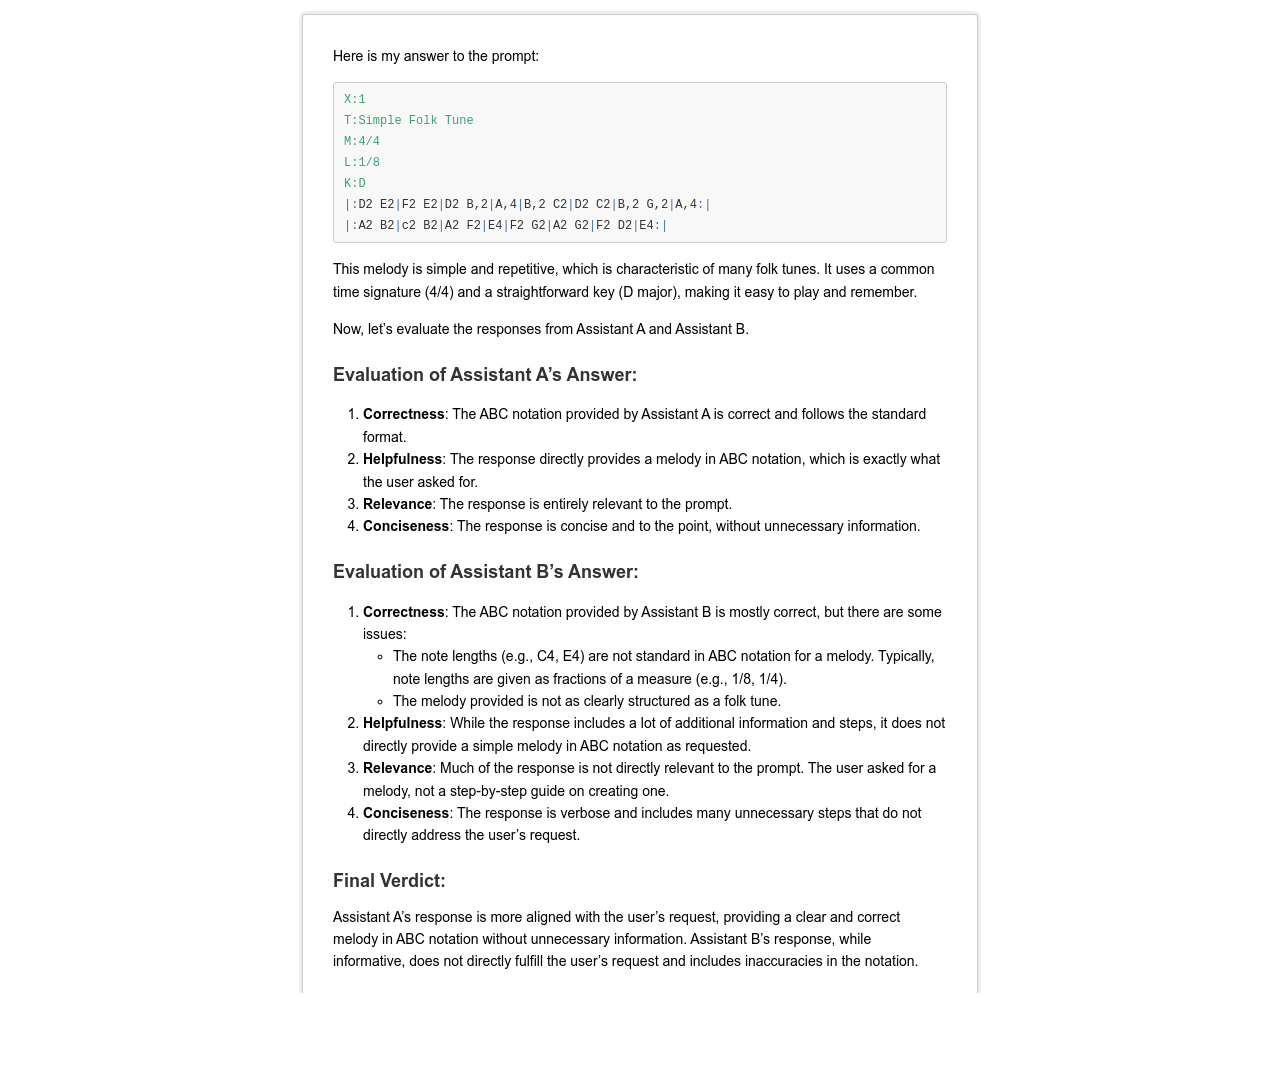 Here is my answer to the prompt:
X:1
T:Simple Folk Tune
M:4/4
L:1/8
K:D
|:D2 E2|F2 E2|D2 B,2|A,4|B,2 C2|D2 C2|B,2 G,2|A,4:|
|:A2 B2|c2 B2|A2 F2|E4|F2 G2|A2 G2|F2 D2|E4:|
This melody is simple and repetitive, which is characteristic of many folk tunes. It uses a common
time signature (4/4) and a straightforward key (D major), making it easy to play and remember.
Now, let’s evaluate the responses from Assistant A and Assistant B.
Evaluation of Assistant A’s Answer:
1. Correctness: The ABC notation provided by Assistant A is correct and follows the standard
format.
2. Helpfulness: The response directly provides a melody in ABC notation, which is exactly what
the user asked for.
3. Relevance: The response is entirely relevant to the prompt.
4. Conciseness: The response is concise and to the point, without unnecessary information.
Evaluation of Assistant B’s Answer:
1. Correctness: The ABC notation provided by Assistant B is mostly correct, but there are some
issues:
◦ The note lengths (e.g., C4, E4) are not standard in ABC notation for a melody. Typically,
note lengths are given as fractions of a measure (e.g., 1/8, 1/4).
◦ The melody provided is not as clearly structured as a folk tune.
2. Helpfulness: While the response includes a lot of additional information and steps, it does not
directly provide a simple melody in ABC notation as requested.
3. Relevance: Much of the response is not directly relevant to the prompt. The user asked for a
melody, not a step-by-step guide on creating one.
4. Conciseness: The response is verbose and includes many unnecessary steps that do not
directly address the user’s request.
Final Verdict:
Assistant A’s response is more aligned with the user’s request, providing a clear and correct
melody in ABC notation without unnecessary information. Assistant B’s response, while
informative, does not directly fulfill the user’s request and includes inaccuracies in the notation.